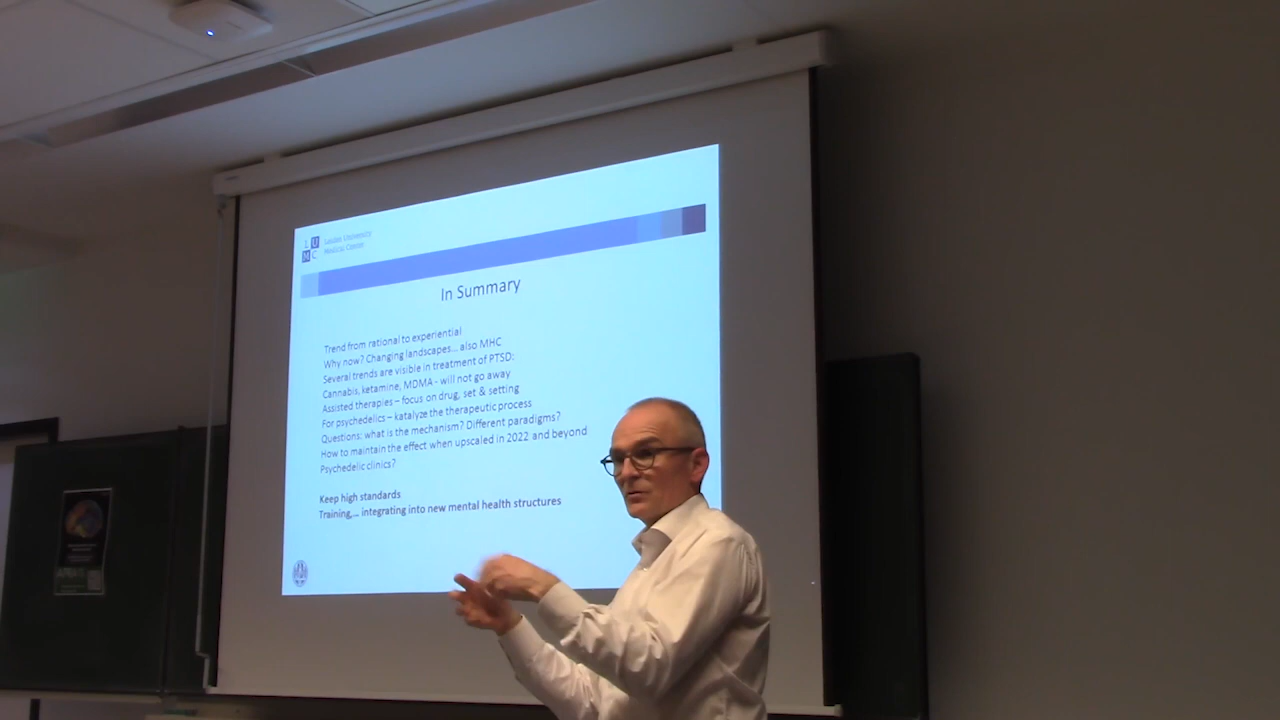 L U
M C
Leiden University
Medical Center
In Summary
Trend from rational to experiential
Why now? Changing landscapes... also MHC
Several trends are visible in treatment of PTSD:
Cannabis, ketamine, MDMA - will not go away
Assisted therapies – focus on drug, set & setting
For psychedelics – katalyze the therapeutic process
Questions: what is the mechanism? Different paradigms?
How to maintain the effect when upscaled in 2022 and beyond
Psychedelic clinics?
Keep high standards
Training,... integrating into new mental health structures